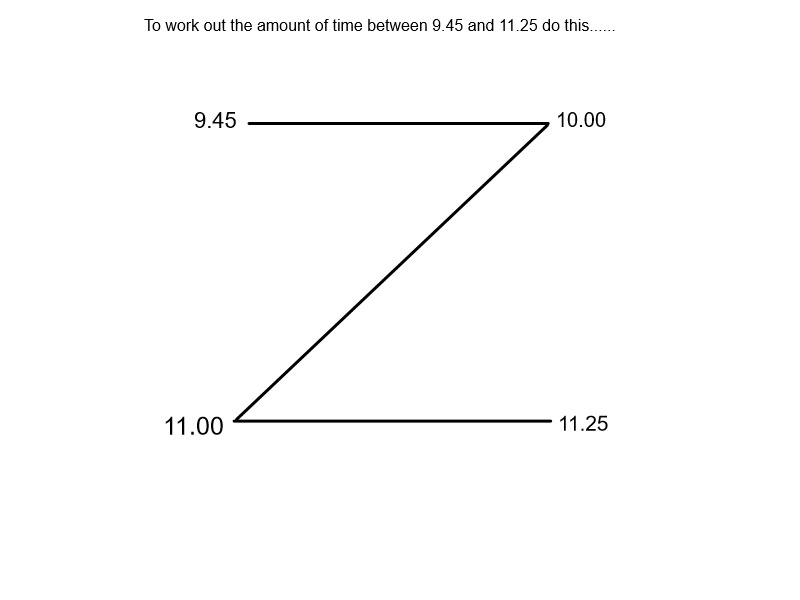 To work out the amount of time between 9.45 and 11.25 do this......
9.45
10.00
11.00
11.25